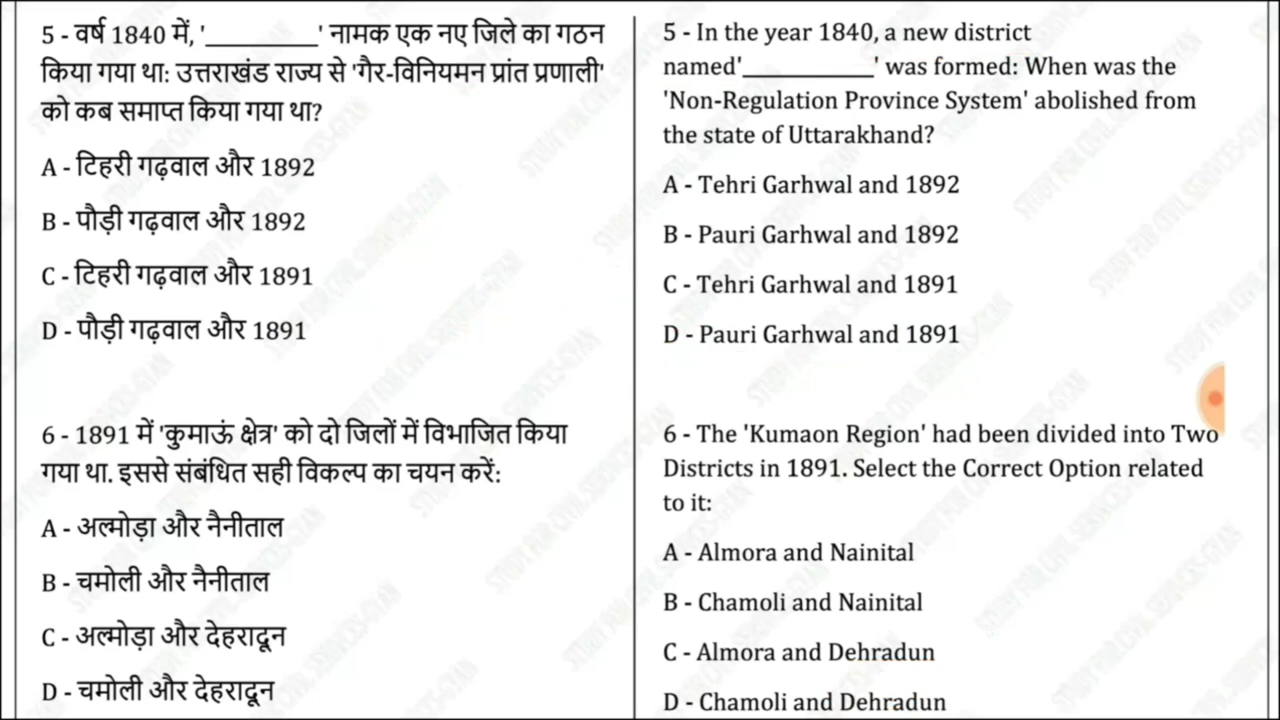 5 - वर्ष 1840 में, '__________' नामक एक नए जिले का गठन
किया गया था: उत्तराखंड राज्य से 'गैर-विनियमन प्रांत प्रणाली'
को कब समाप्त किया गया था?
A - टिहरी गढ़वाल और 1892
B - पौड़ी गढ़वाल और 1892
C - टिहरी गढ़वाल और 1891
D - पौड़ी गढ़वाल और 1891
6 - 1891 में 'कुमाऊं क्षेत्र' को दो जिलों में विभाजित किया
गया था. इससे संबंधित सही विकल्प का चयन करें:
A - अल्मोड़ा और नैनीताल
B - चमोली और नैनीताल
C - अल्मोड़ा और देहरादून
D - चमोली और देहरादून
5 - In the year 1840, a new district
named'____________' was formed: When was the
'Non-Regulation Province System' abolished from
the state of Uttarakhand?
A - Tehri Garhwal and 1892
B - Pauri Garhwal and 1892
C - Tehri Garhwal and 1891
D - Pauri Garhwal and 1891
6 - The 'Kumaon Region' had been divided into Two
Districts in 1891. Select the Correct Option related
to it:
A - Almora and Nainital
B - Chamoli and Nainital
C - Almora and Dehradun
D - Chamoli and Dehradun